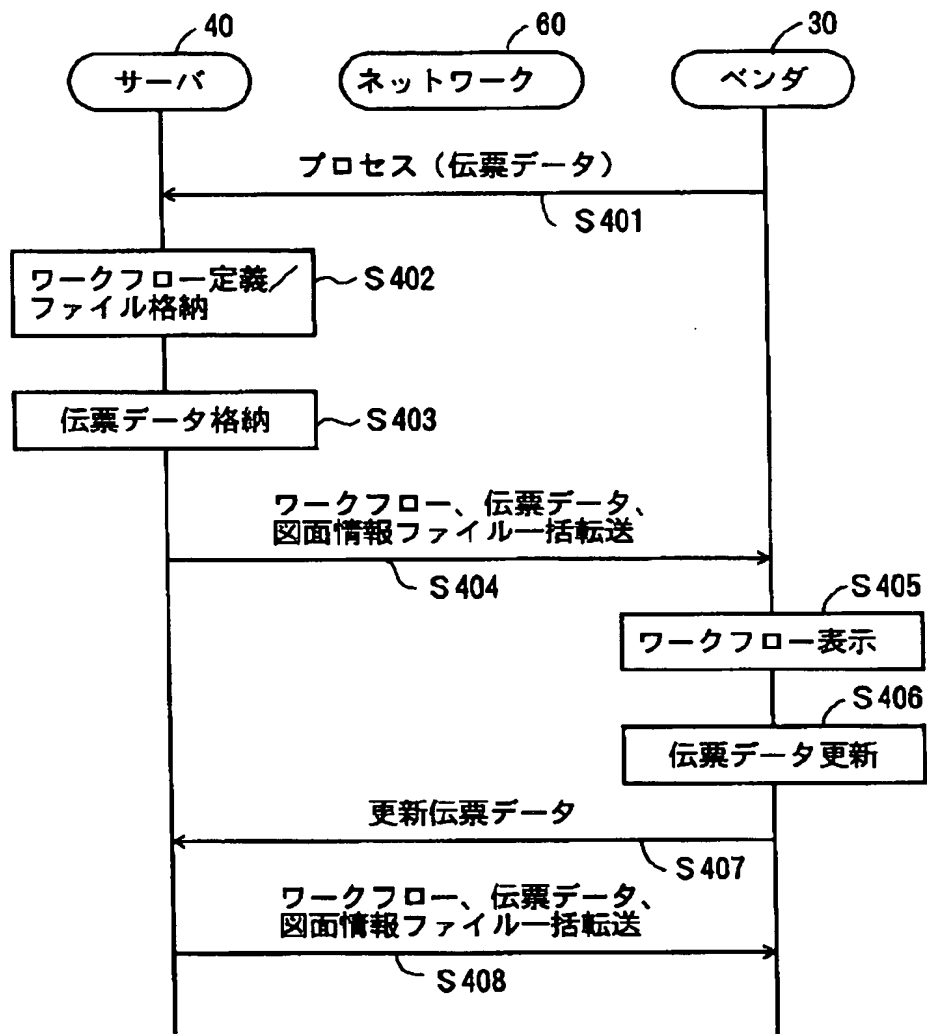 40
60
30
サーバ
ネットワーク
ベンダ
プロセス（伝票データ）
S401
ワークフロー定義／
ファイル格納
S402
伝票データ格納
S403
ワークフロー、伝票データ、
図面情報ファイル一括転送
S404
S405
ワークフロー表示
S406
伝票データ更新
更新伝票データ
S407
ワークフロー、伝票データ、
図面情報ファイル一括転送
S408